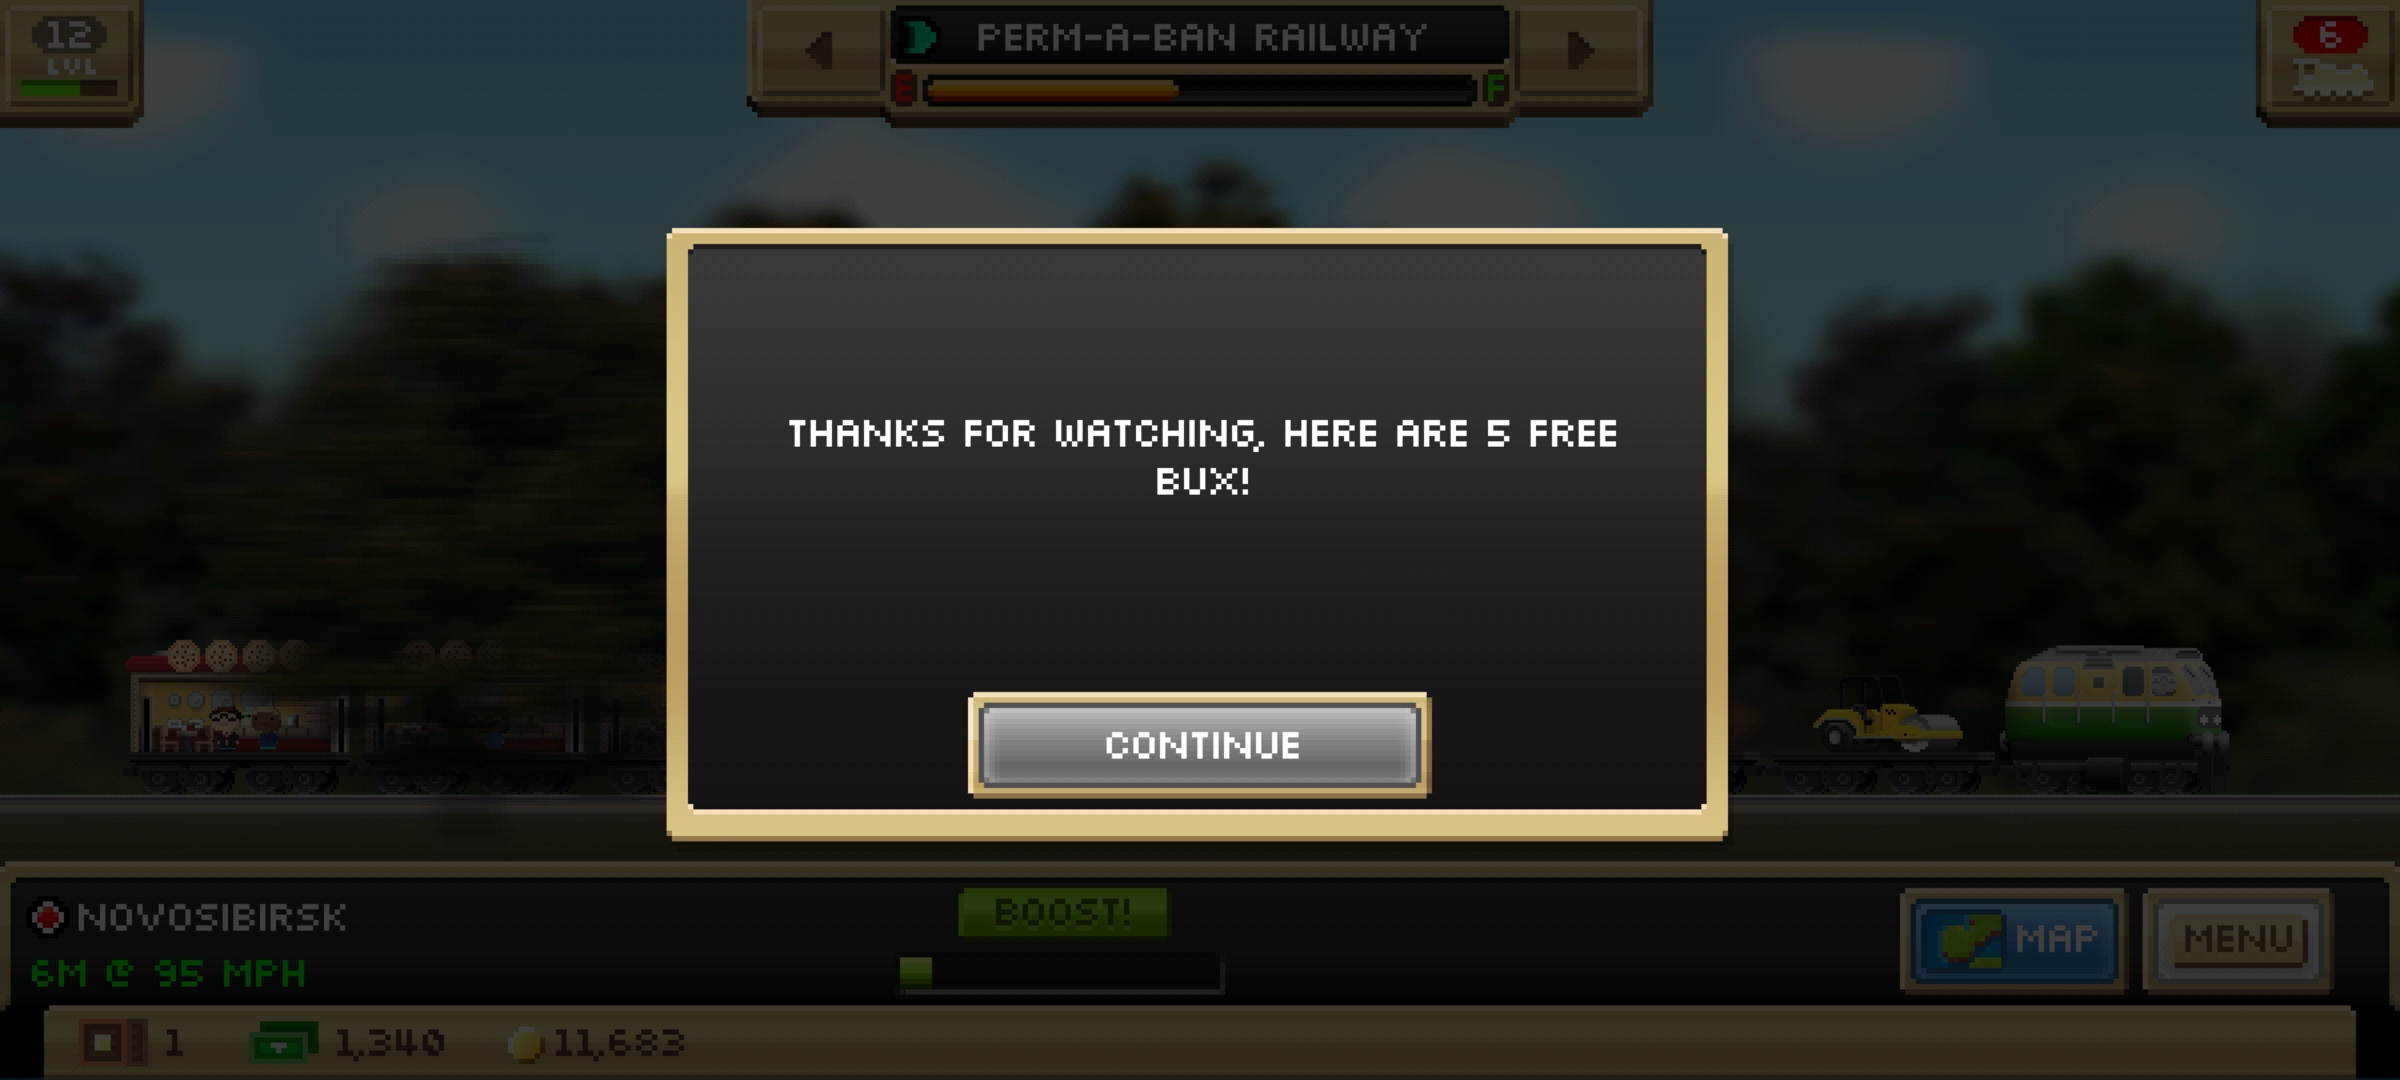 12
LVL
PERM-A-BAN RAILWAY
E F
6
THANKS FOR WATCHING, HERE ARE 5 FREE
BUX!
CONTINUE
NOVOSIBIRSK
6M @ 95 MPH
BOOST!
MAP
MENU
1 1,340 11,683